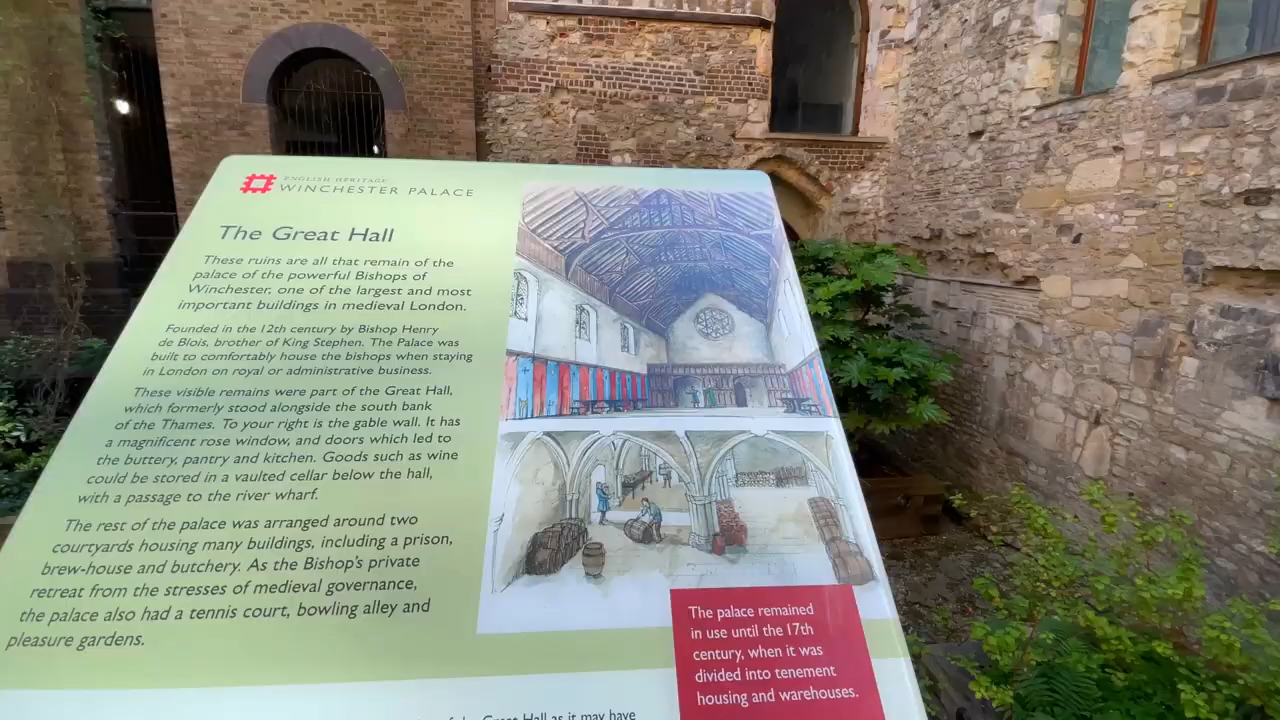 ENGLISH HERITAGE
WINCHESTER PALACE
The Great Hall
These ruins are all that remain of the
palace of the powerful Bishops of
Winchester, one of the largest and most
important buildings in medieval London.
Founded in the 12th century by Bishop Henry
de Blois, brother of King Stephen. The Palace was
built to comfortably house the bishops when staying
in London on royal or administrative business.
These visible remains were part of the Great Hall,
which formerly stood alongside the south bank
of the Thames. To your right is the gable wall. It has
a magnificent rose window, and doors which led to
the buttery, pantry and kitchen. Goods such as wine
could be stored in a vaulted cellar below the hall,
with a passage to the river wharf.
The rest of the palace was arranged around two
courtyards housing many buildings, including a prison,
brew-house and butchery. As the Bishop's private
retreat from the stresses of medieval governance,
the palace also had a tennis court, bowling alley and
pleasure gardens.
The palace remained
in use until the 17th
century, when it was
divided into tenement
housing and warehouses.
of the Great Hall as it may have